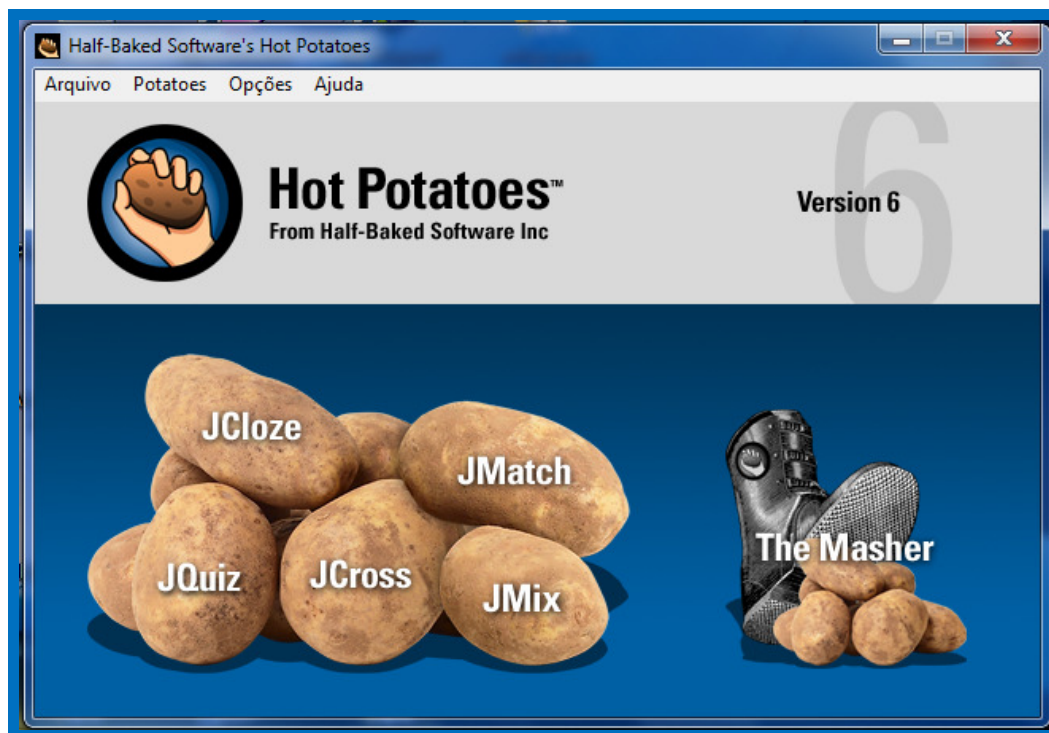 Half-Baked Software's Hot Potatoes
Arquivo Potatoes Opções Ajuda
6
Hot Potatoes™
Version 6
From Half-Baked Software Inc
JCloze
JMatch
The Masher
JQuiz
JCross
JMix